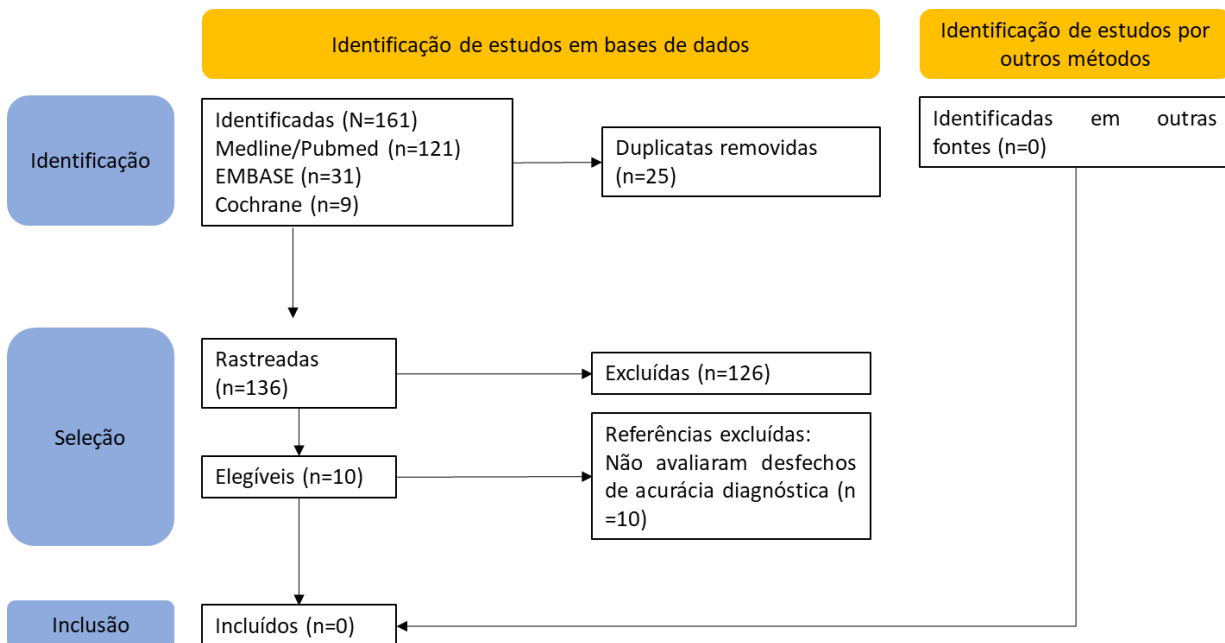 Identificação de estudos em bases de dados
Identificação de estudos por
outros métodos
Identificação
Identificadas (N=161)
Medline/Pubmed (n=121)
EMBASE (n=31)
Cochrane (n=9)
Duplicatas removidas
(n=25)
Identificadas em outras
fontes (n=0)
Seleção
Rastreadas
(n=136)
Excluídas (n=126)
Elegíveis (n=10)
Referências excluídas:
Não avaliaram desfechos
de acurácia diagnóstica (n
=10)
Inclusão
Incluídos (n=0)